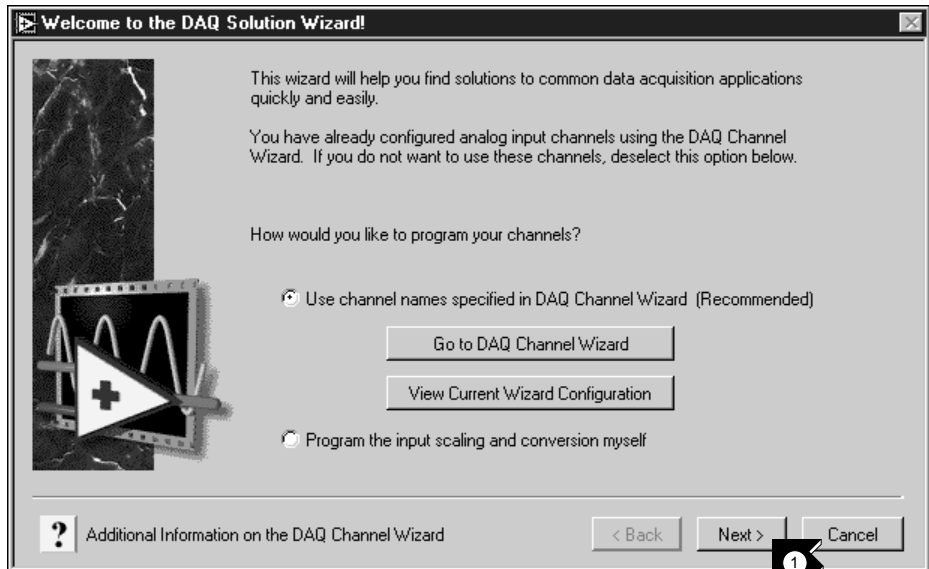 Welcome to the DAQ Solution Wizard!
This wizard will help you find solutions to common data acquisition applications
quickly and easily.
You have already configured analog input channels using the DAQ Channel
Wizard. If you do not want to use these channels, deselect this option below.
How would you like to program your channels?
Use channel names specified in DAQ Channel Wizard (Recommended)
Go to DAQ Channel Wizard
View Current Wizard Configuration
Program the input scaling and conversion myself
? Additional Information on the DAQ Channel Wizard
< Back Next > Cancel
1